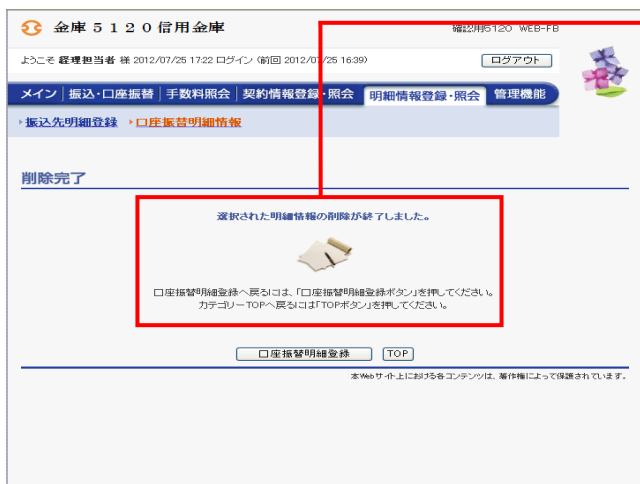 金庫5120信用金庫
確認用5120 WEB-FB
ようこそ 経理担当者 様 2012/07/25 17:22 ログイン (前回 2012/07/25 16:39)
ログアウト
メイン 振込・口座振替 手数料照会 契約情報登録・照会 明細情報登録・照会 管理機能
振込先明細登録 口座振替明細情報
削除完了
選択された明細情報の削除が終了しました。
口座振替明細登録へ戻るには、「口座振替明細登録ボタン」を押してください。
カテゴリーTOPへ戻るには「TOPボタン」を押してください。
口座振替明細登録 TOP
本Webサイト上における各コンテンツは、著作権によって保護されています。